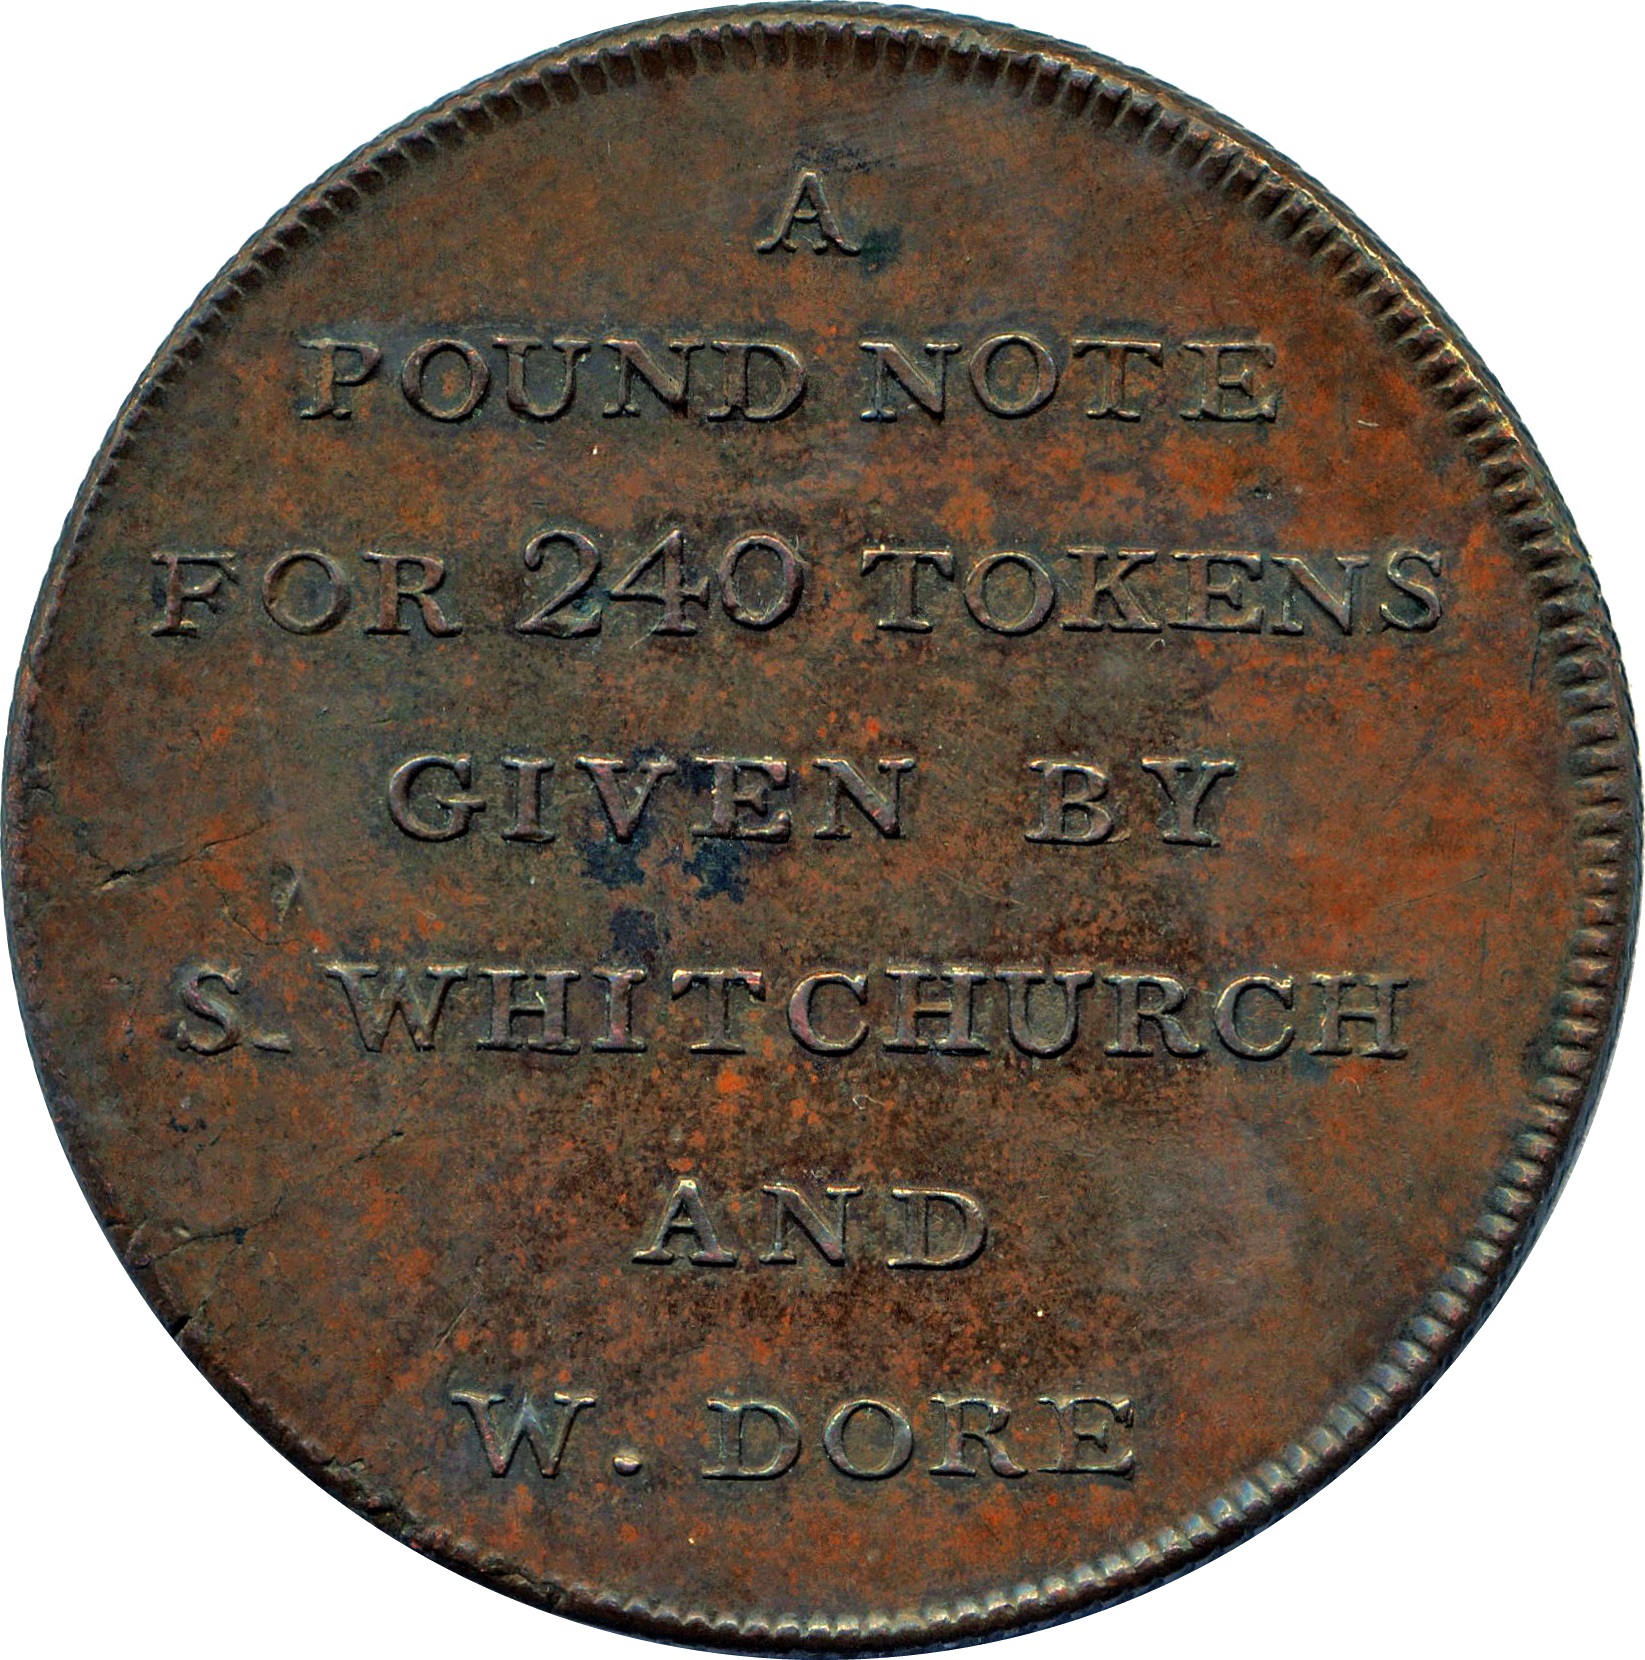 A
POUND NOTE
FOR 240 TOKENS
GIVEN BY
S. WHITCHURCH
AND
W. DORE